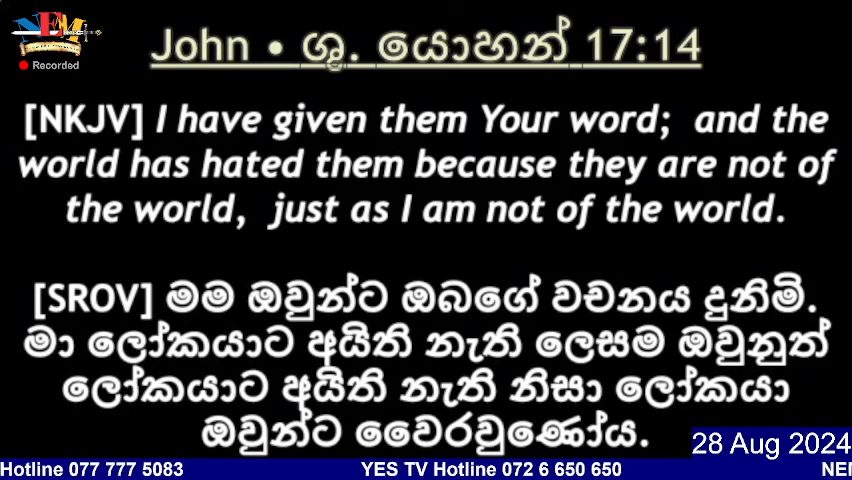 NEM
Recorded
John • ශු. යොහන් 17:14
[NKJV] I have given them Your word; and the
world has hated them because they are not of
the world, just as I am not of the world.
[SROV] මම ඔවුන්ට ඔබගේ වචනය දුනිමි.
මා ලෝකයාට අයිති නැති ලෙසම ඔවුනුත්
ලෝකයාට අයිති නැති නිසා ලෝකයා
ඔවුන්ට වෛරවුණෝය.
28 Aug 2024
Hotline 077 777 5083 YES TV Hotline 072 6 650 650